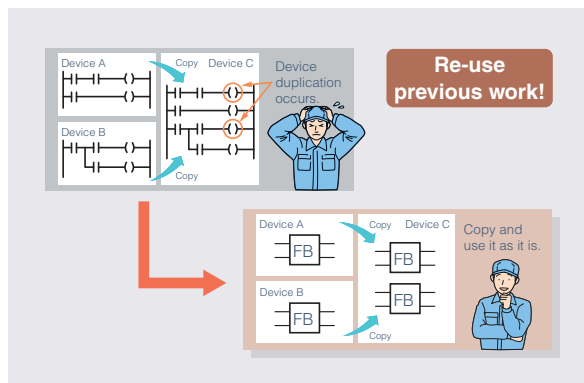 Device A
Copy
Device C
Device
duplication
occurs.
Device B
Copy
Re-use
previous work!
Device A
FB
Copy
Device C
FB
Copy and
use it as it is.
Device B
FB
FB
Copy